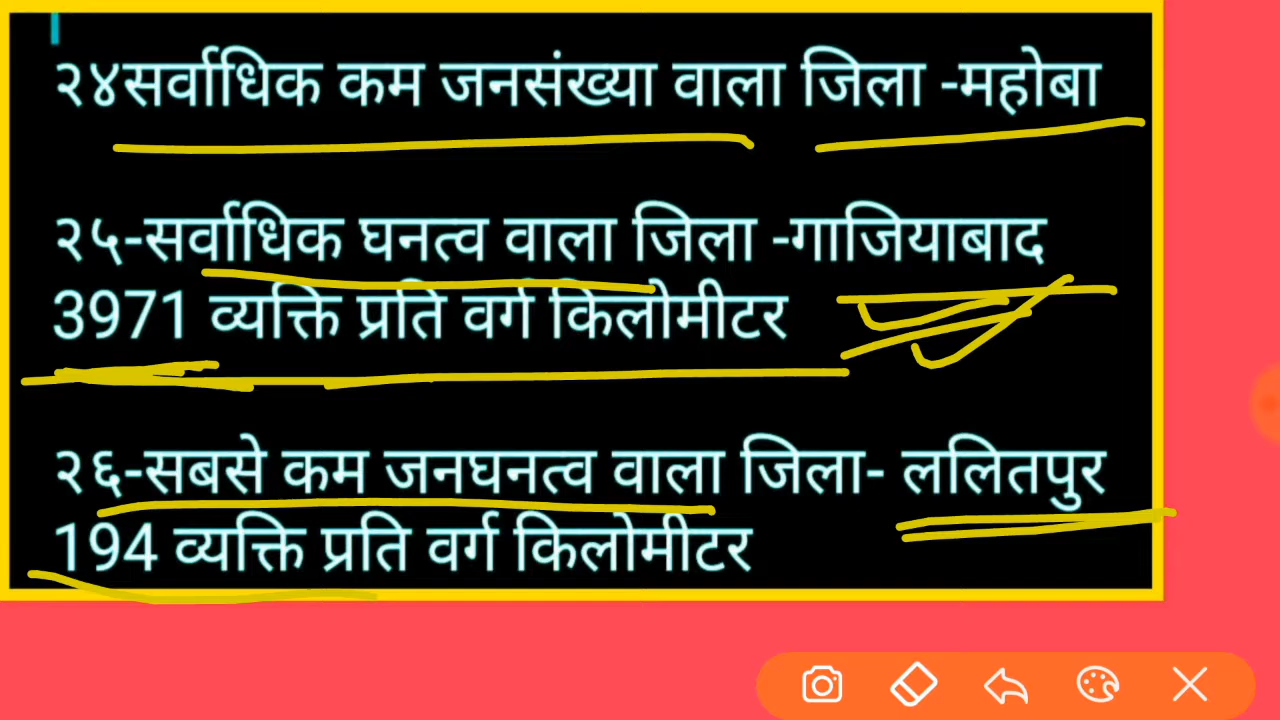 २४सर्वाधिक कम जनसंख्या वाला जिला -महोबा
२५-सर्वाधिक घनत्व वाला जिला -गाजियाबाद
3971 व्यक्ति प्रति वर्ग किलोमीटर
२६-सबसे कम जनघनत्व वाला जिला- ललितपुर
194 व्यक्ति प्रति वर्ग किलोमीटर